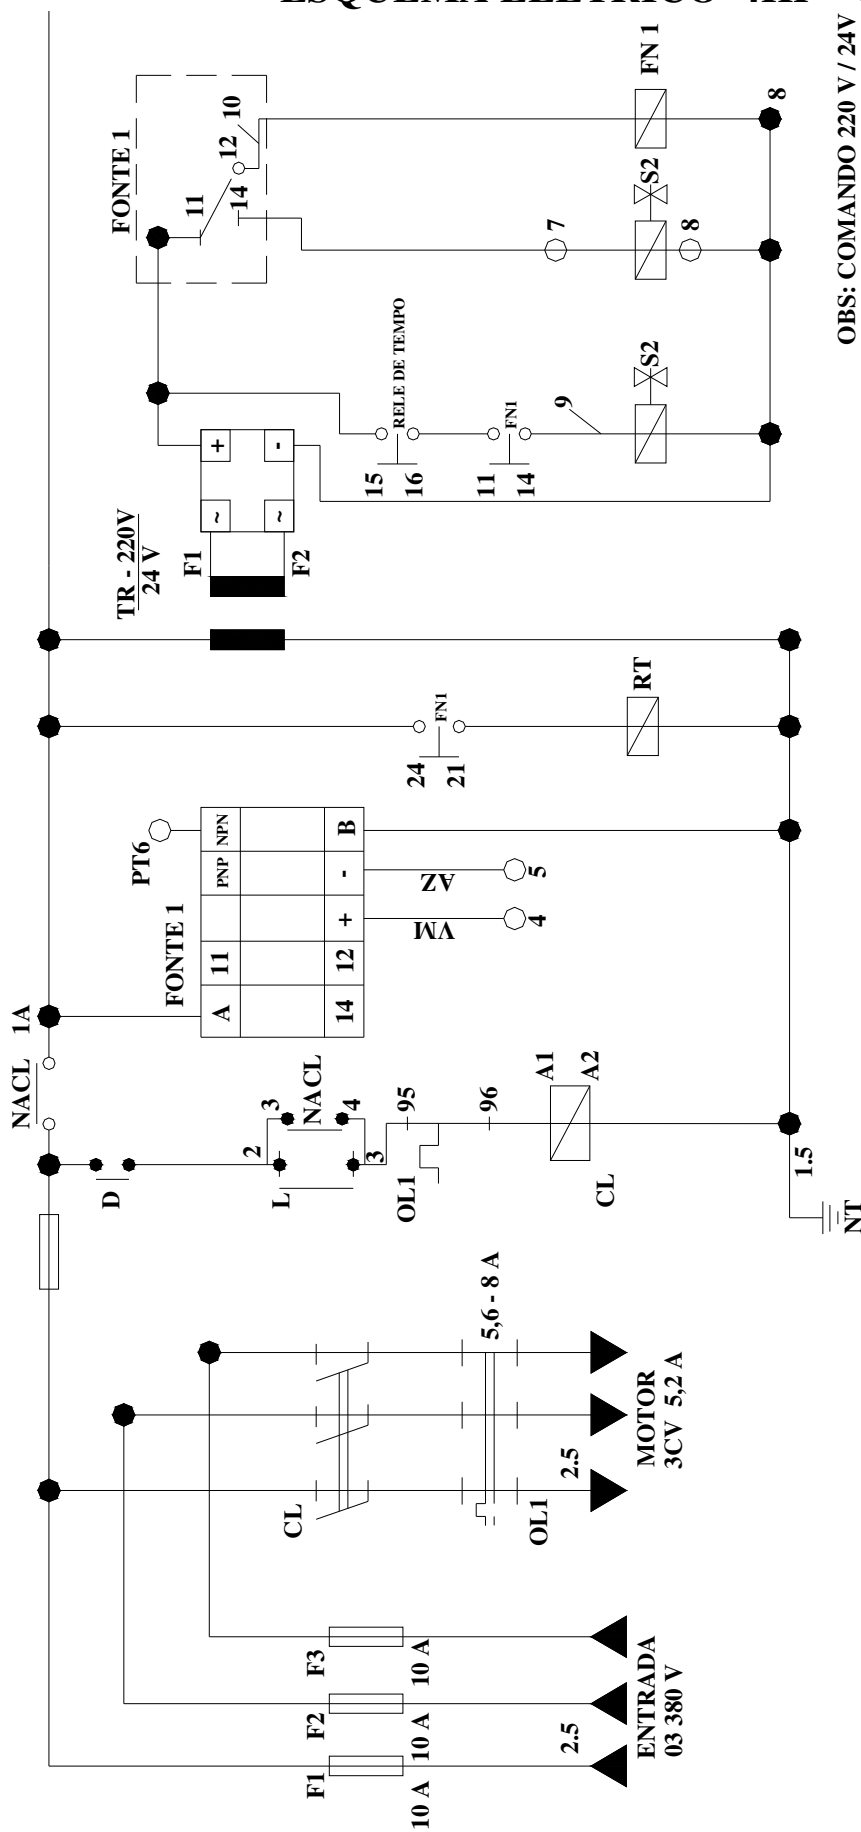 F1
10 A
F2
10 A
F3
10 A
2.5
ENTRADA
03 380 V
CL
OL1
5,6 - 8 A
2.5
MOTOR
3CV 5,2 A
D
L
2
3
3
NACL
4
OL1
95
96
A1
A2
CL
1.5
NT
NACL
1A
FONTE 1
A
11
PNP
NPN
14
12
+
-
B
PT6
VM
4
AZ
5
24
21
FN1
RT
TR - 220V
24 V
F1
F2
~
~
+
-
15
16
RELE DE TEMPO
11
14
FN1
9
S2
FONTE 1
11
14
12
10
7
S2
8
FN 1
8
OBS: COMANDO 220 V / 24V